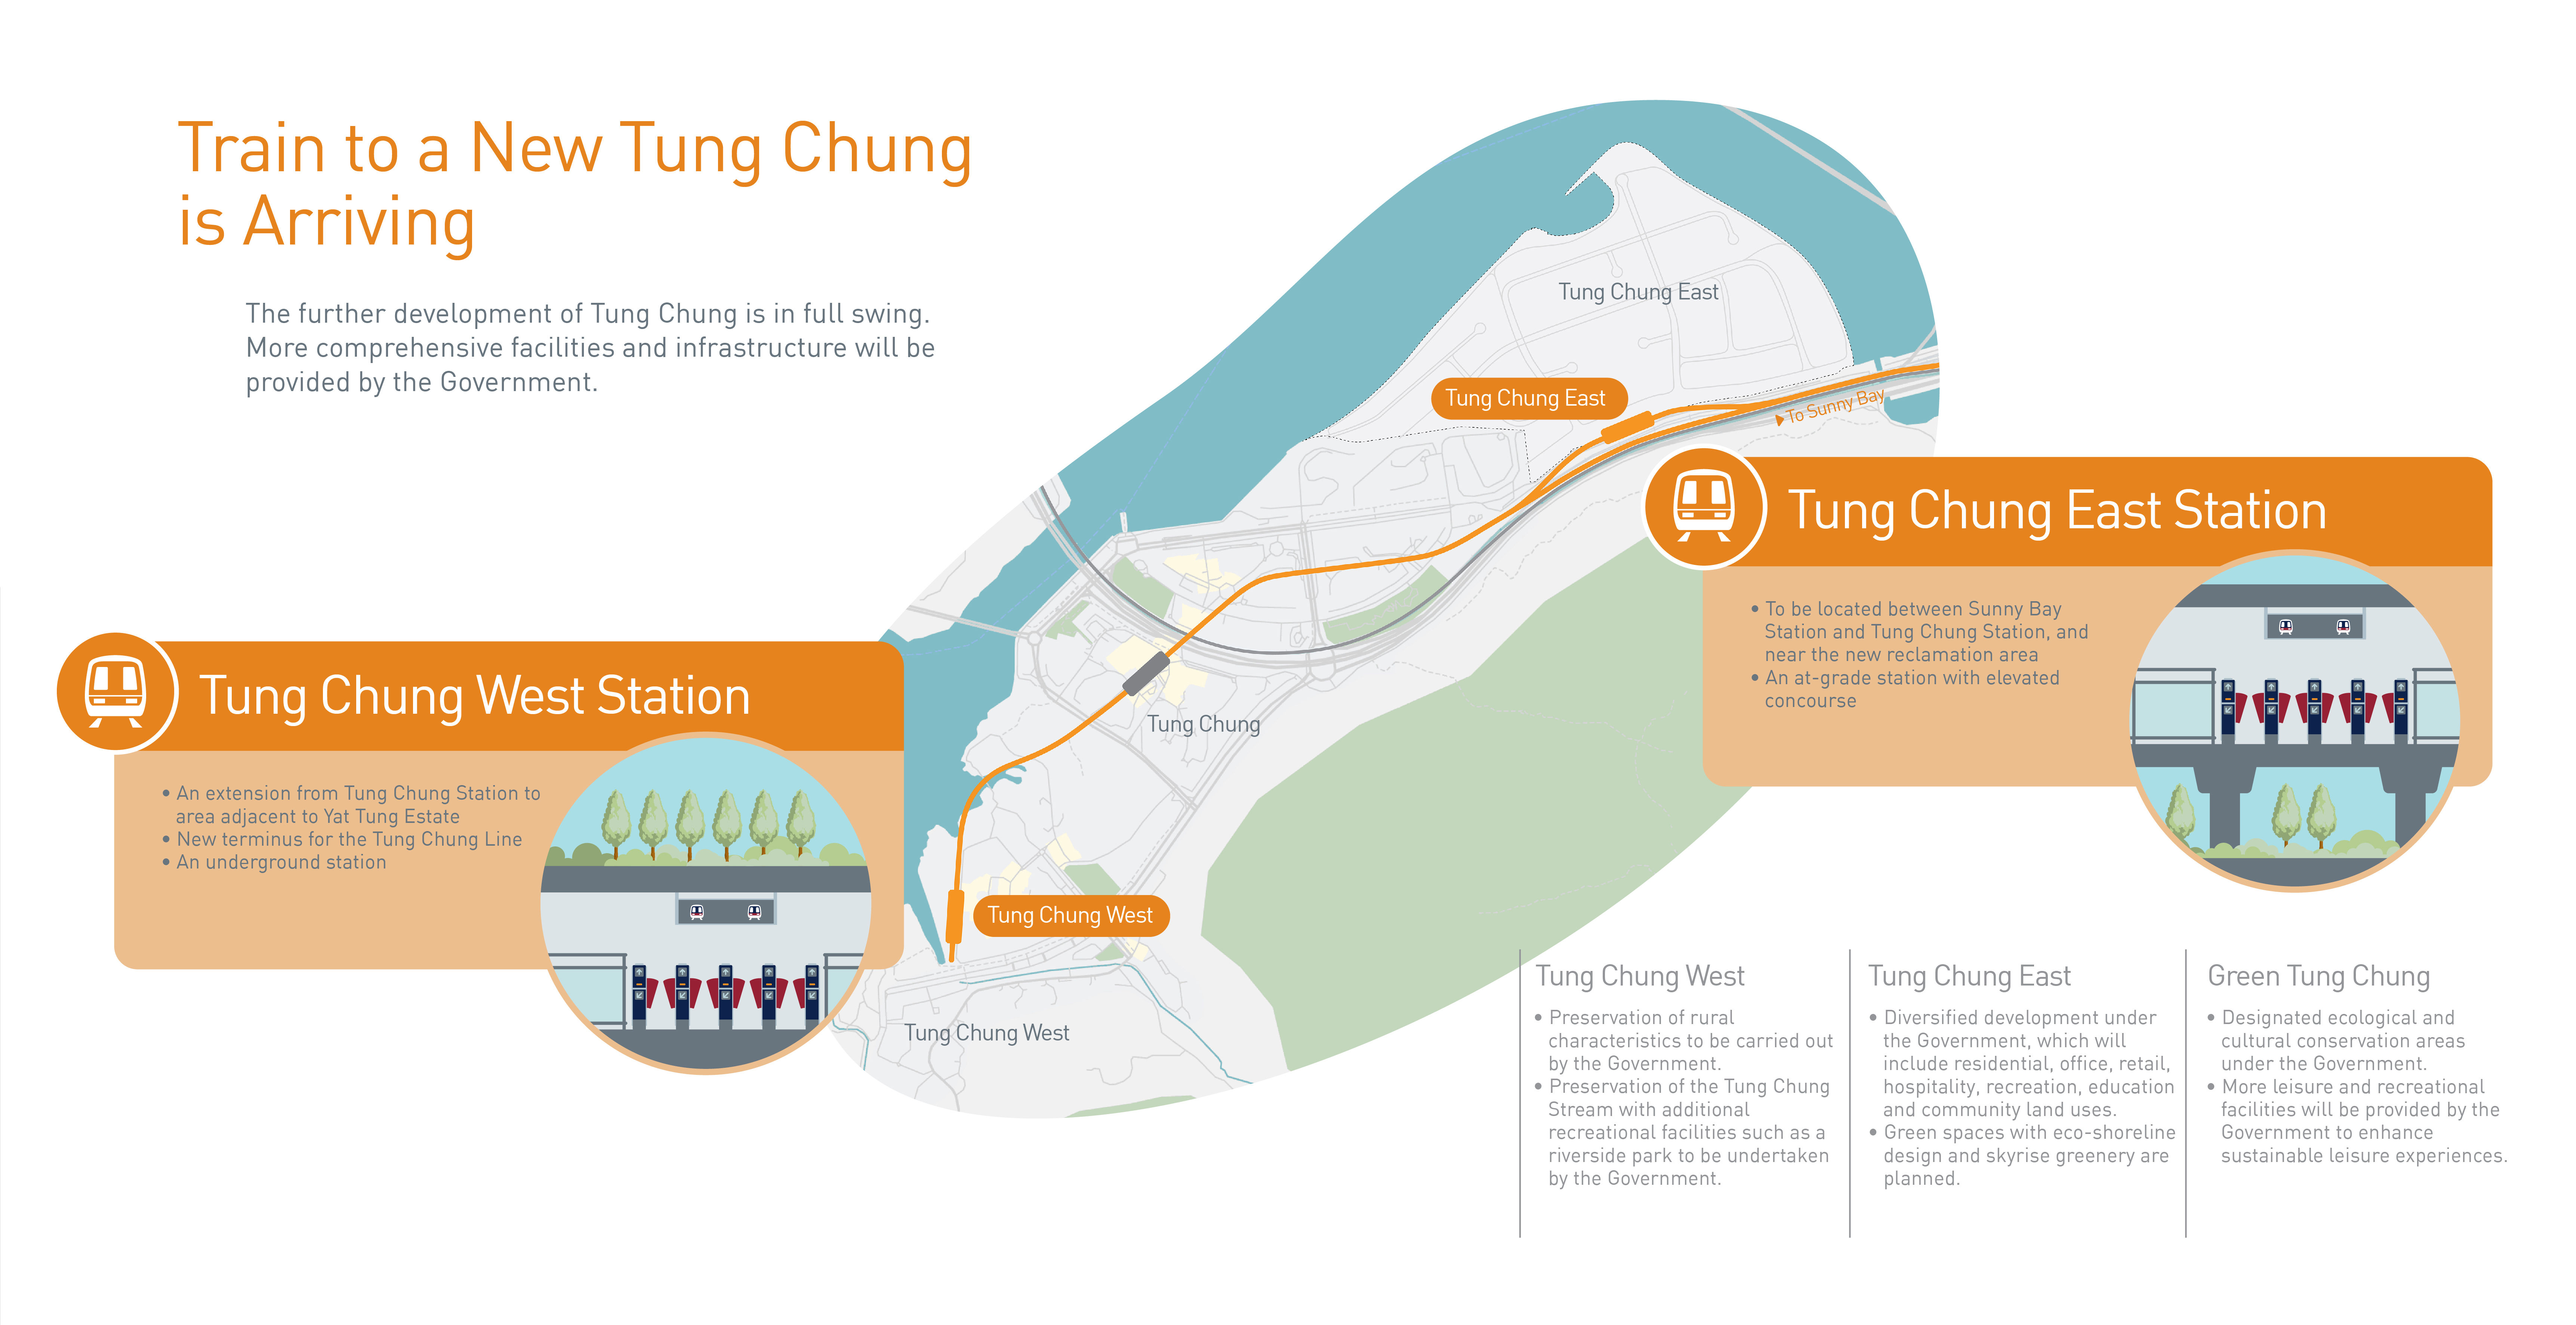 Train to a New Tung Chung
is Arriving
The further development of Tung Chung is in full swing.
More comprehensive facilities and infrastructure will be
provided by the Government.
Tung Chung East
Tung Chung East
To Sunny Bay
Tung Chung East Station
• To be located between Sunny Bay
Station and Tung Chung Station, and
near the new reclamation area
• An at-grade station with elevated
concourse
Tung Chung West Station
• An extension from Tung Chung Station to
area adjacent to Yat Tung Estate
• New terminus for the Tung Chung Line
• An underground station
Tung Chung
Tung Chung West
Tung Chung West
Tung Chung West
• Preservation of rural
characteristics to be carried out
by the Government.
• Preservation of the Tung Chung
Stream with additional
recreational facilities such as a
riverside park to be undertaken
by the Government.
Tung Chung East
• Diversified development under
the Government, which will
include residential, office, retail,
hospitality, recreation, education
and community land uses.
• Green spaces with eco-shoreline
design and skyrise greenery are
planned.
Green Tung Chung
• Designated ecological and
cultural conservation areas
under the Government.
• More leisure and recreational
facilities will be provided by the
Government to enhance
sustainable leisure experiences.